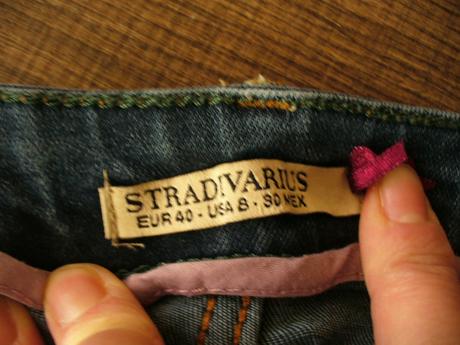 STRADIVARIUS
EUR 40 - USA 8 - 30 MEX